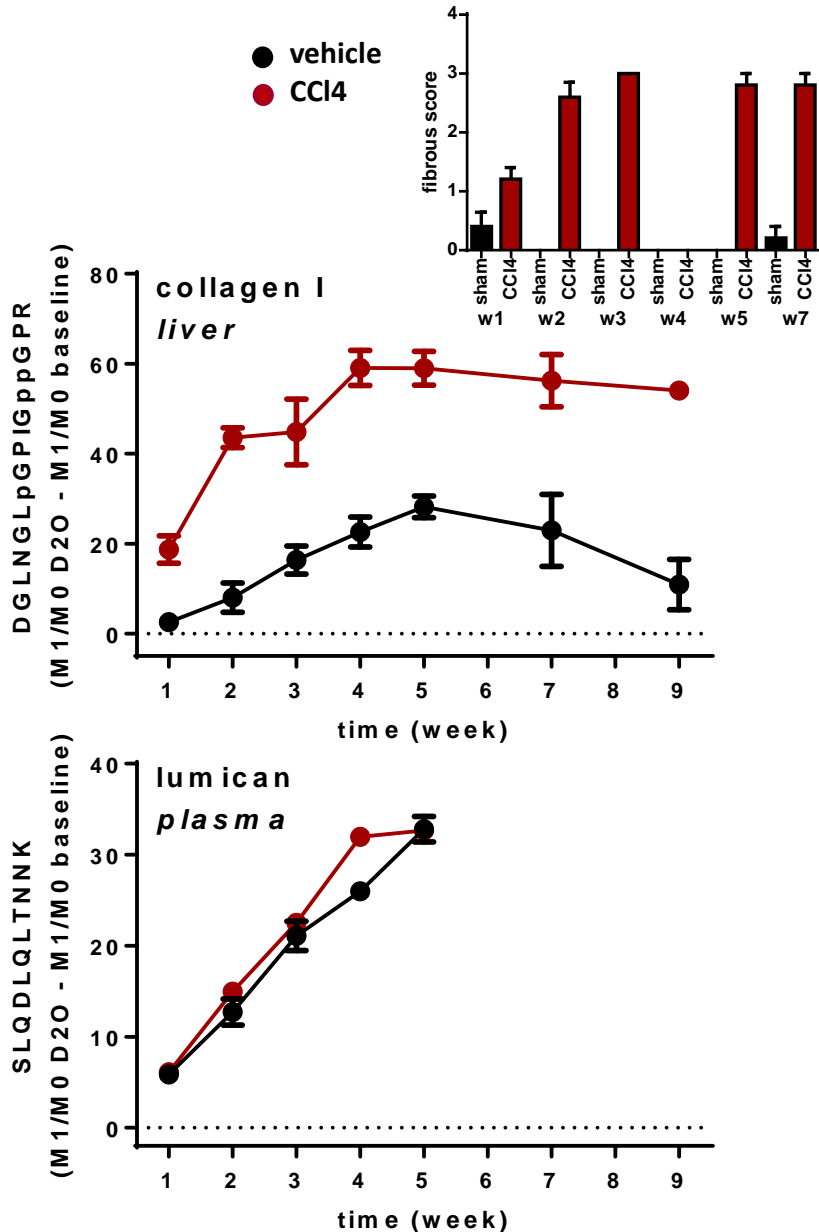 vehicle
CCl4
fibrous score
4
3
2
1
0
sham
CCl4
sham
CCl4
sham
CCl4
sham
CCl4
sham
CCl4
sham
CCl4
w1 w2 w3 w4 w5 w7
DGLNGLpGPIGppGPR
(M1/M0 D2O - M1/M0 baseline)
collagen I
liver
80
60
40
20
0
1 2 3 4 5 6 7 8 9
time (week)
SLQDLQLTNNK
(M1/M0 D2O - M1/M0 baseline)
lumican
plasma
40
30
20
10
0
1 2 3 4 5 6 7 8 9
time (week)